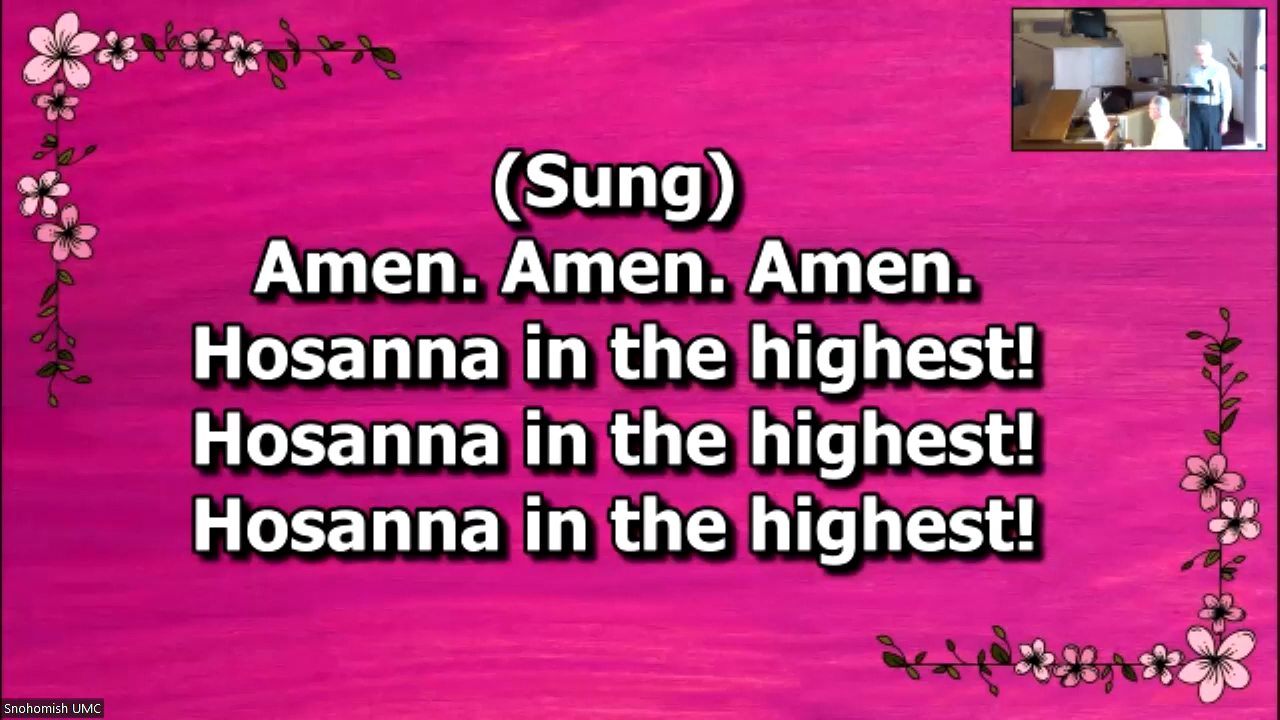 (Sung)
Amen. Amen. Amen.
Hosanna in the highest!
Hosanna in the highest!
Hosanna in the highest!
Snohomish UMC